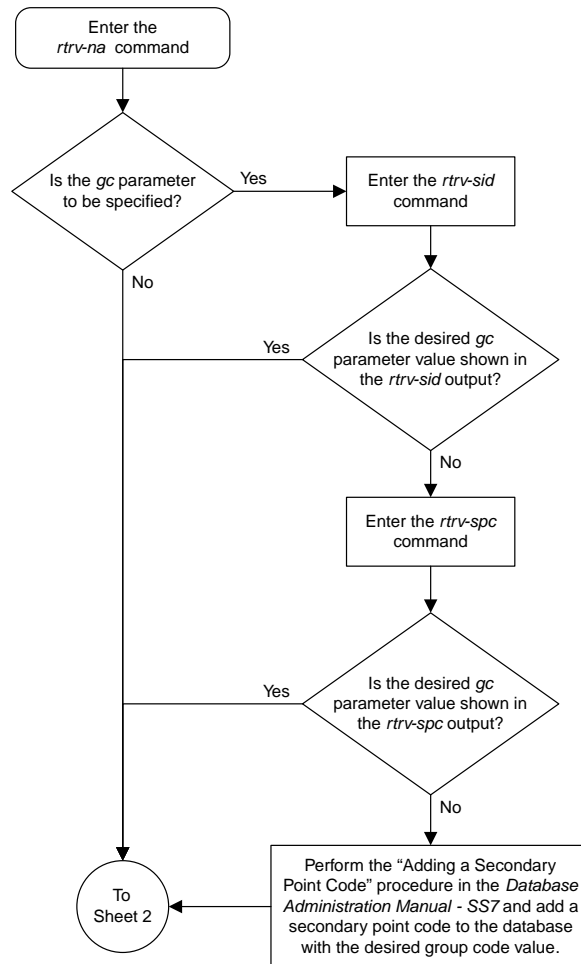 Enter the
rtrv-na command
Is the gc parameter
to be specified?
Yes
Enter the rtrv-sid
command
No
Is the desired gc
parameter value shown in
the rtrv-sid output?
Yes
No
Enter the rtrv-spc
command
Is the desired gc
parameter value shown in
the rtrv-spc output?
Yes
No
Perform the “Adding a Secondary
Point Code” procedure in the Database
Administration Manual - SS7 and add a
secondary point code to the database
with the desired group code value.
To
Sheet 2